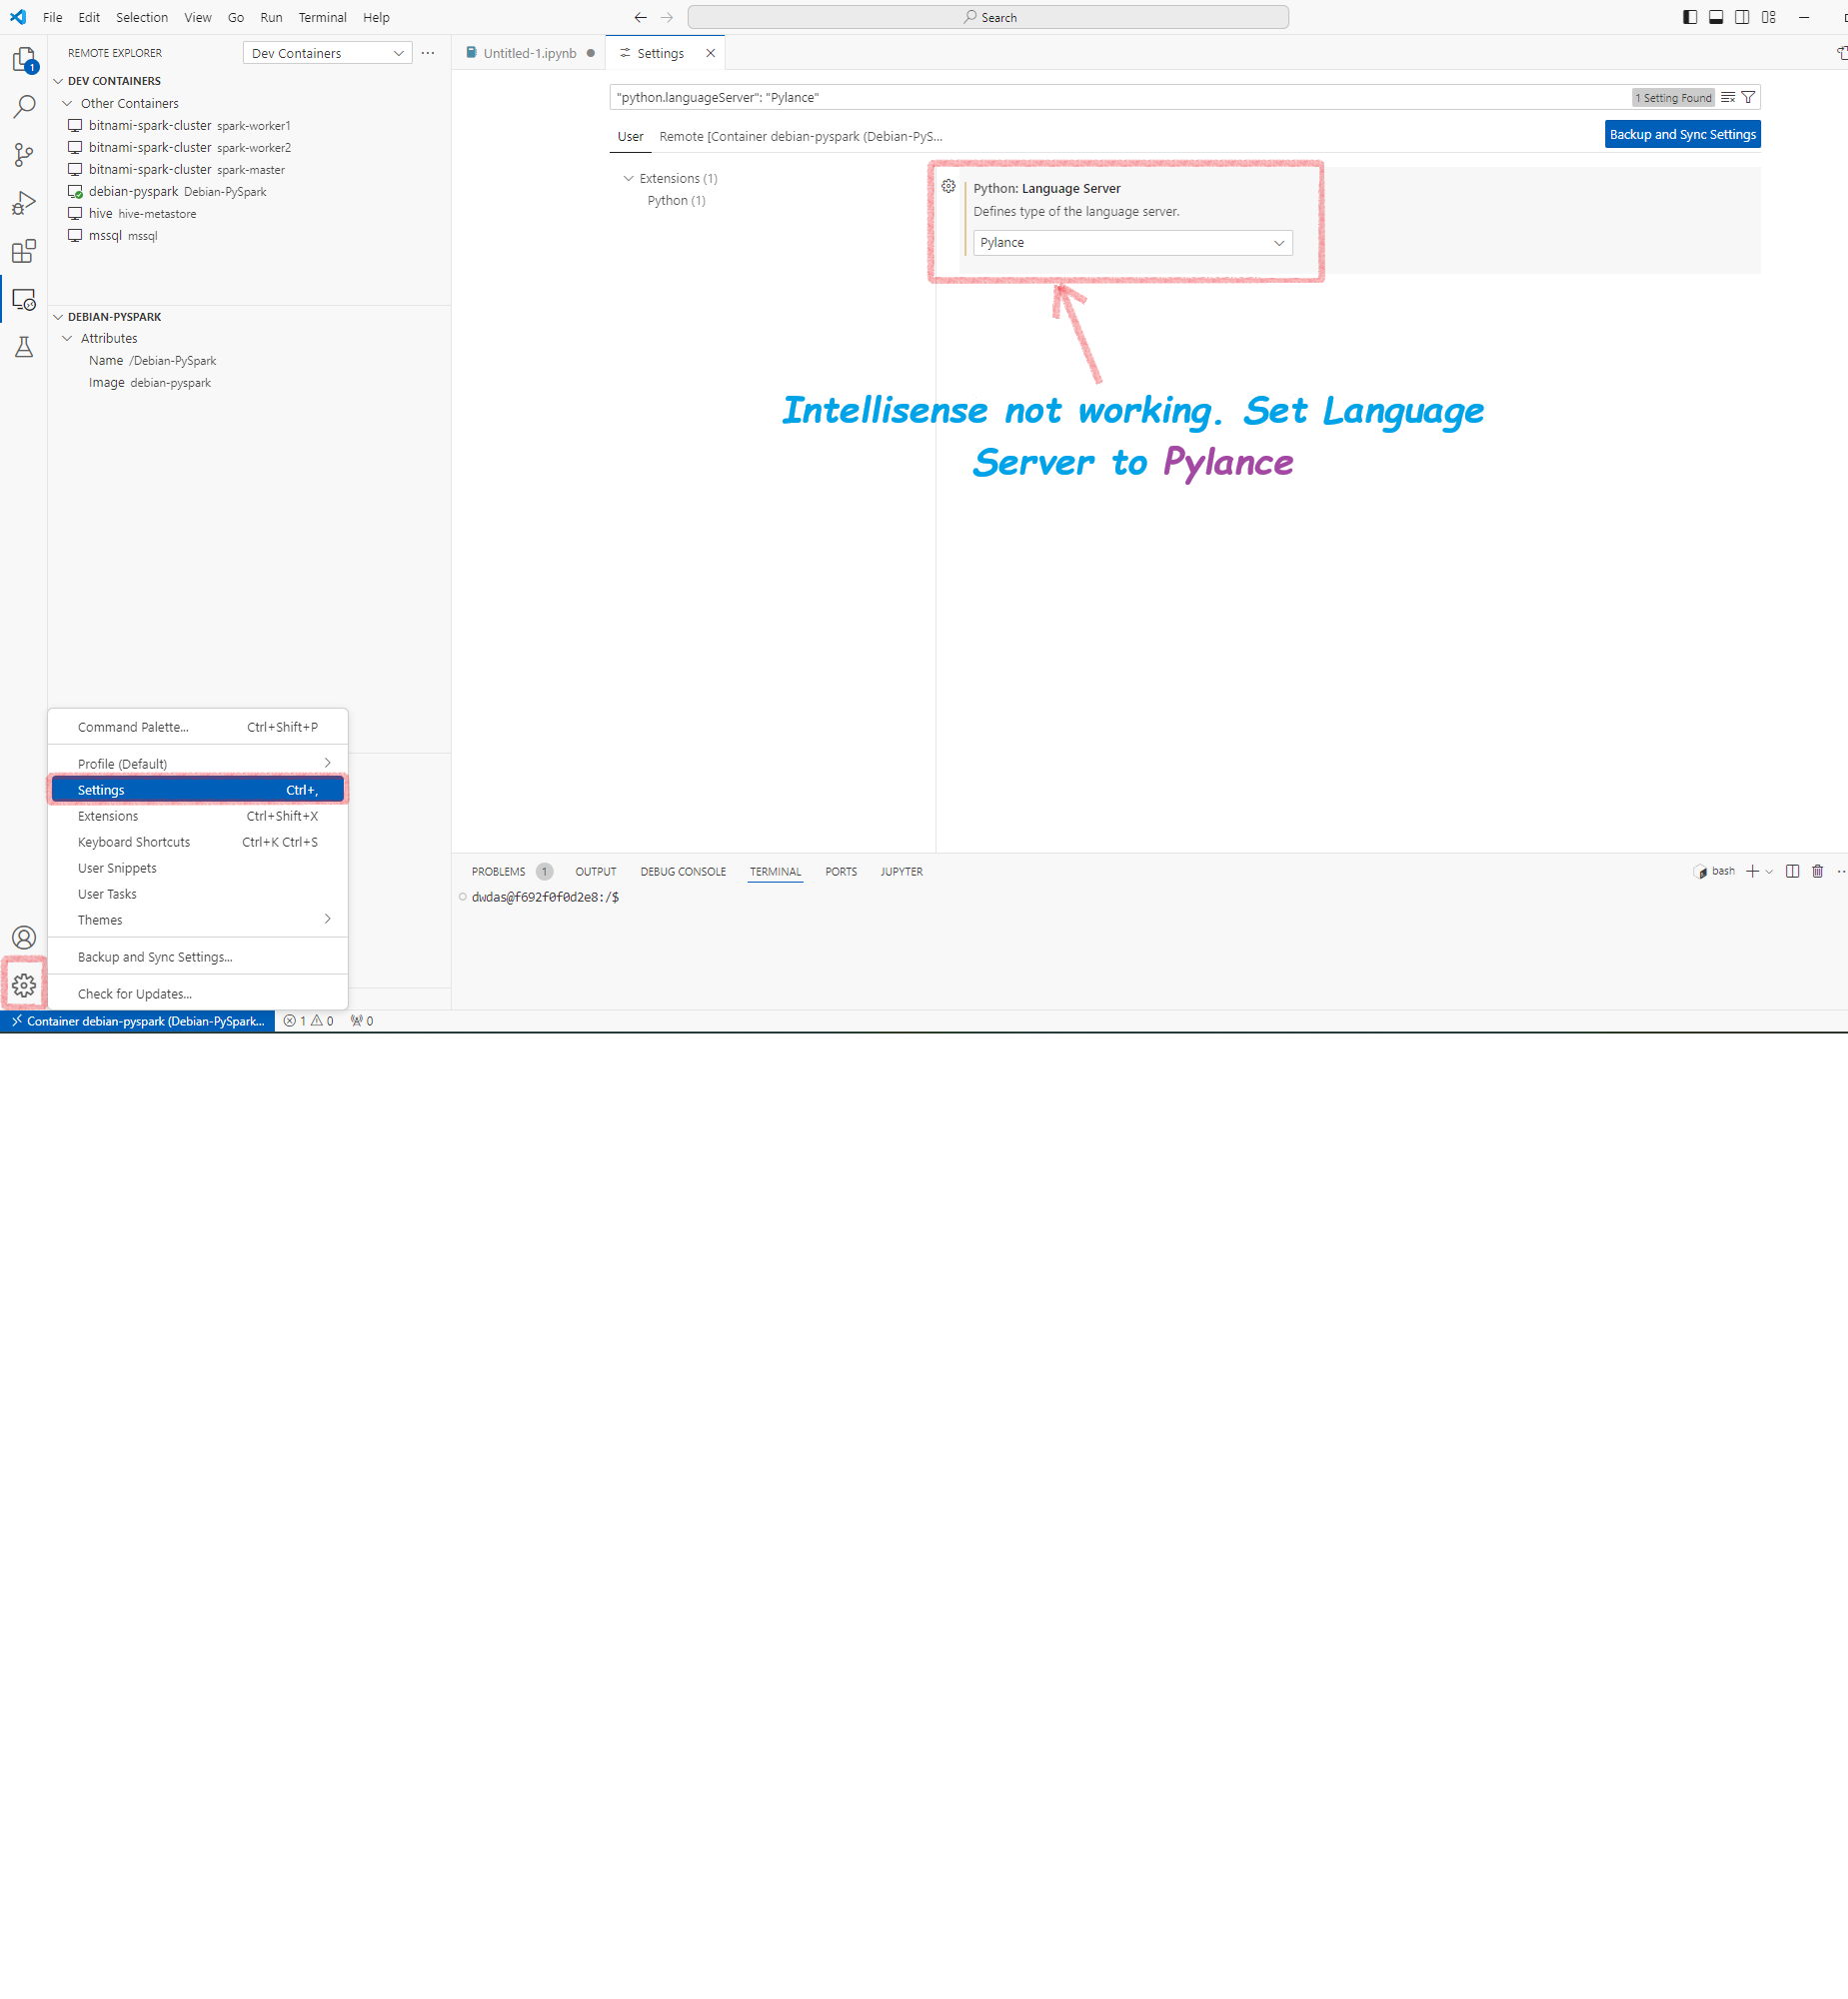 File Edit Selection View Go Run Terminal Help Search
REMOTE EXPLORER Dev Containers
DEV CONTAINERS
Other Containers
bitnami-spark-cluster spark-worker1
bitnami-spark-cluster spark-worker2
bitnami-spark-cluster spark-master
debian-pyspark Debian-PySpark
hive hive-metastore
mssql mssql
DEBIAN-PYSPARK
Attributes
Name /Debian-PySpark
Image debian-pyspark
Untitled-1.ipynb Settings
"python.languageServer": "Pylance" 1 Setting Found
User Remote [Container debian-pyspark (Debian-PyS... Backup and Sync Settings
Extensions (1)
Python (1)
Python: Language Server
Defines type of the language server.
Pylance
Intellisense not working. Set Language
Server to Pylance
Command Palette... Ctrl+Shift+P
Profile (Default)
Settings Ctrl+,
Extensions Ctrl+Shift+X
Keyboard Shortcuts Ctrl+K Ctrl+S
User Snippets
User Tasks
Themes
Backup and Sync Settings...
Check for Updates...
PROBLEMS 1 OUTPUT DEBUG CONSOLE TERMINAL PORTS JUPYTER bash
dwdas@f692f0f0d2e8:/$
1
Container debian-pyspark (Debian-PySpark... 1 0 0